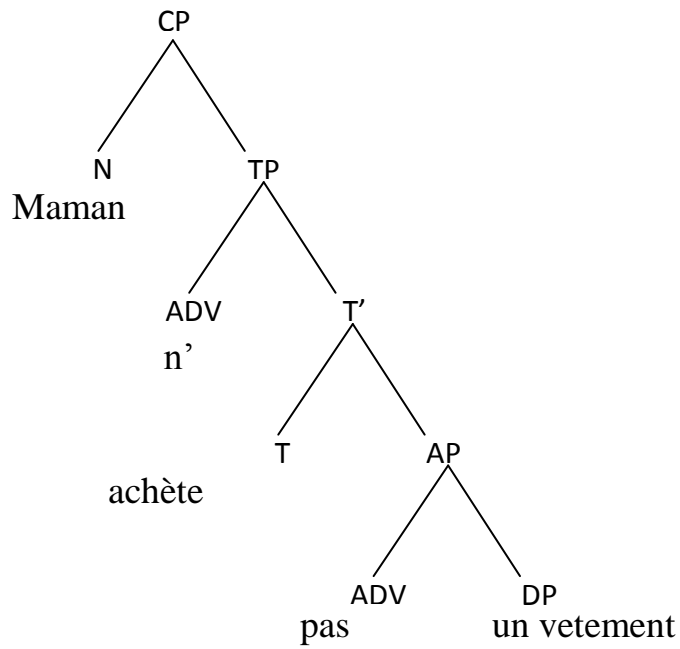 CP
N TP
Maman
ADV T’
n’
T AP
achète
ADV DP
pas un vetement